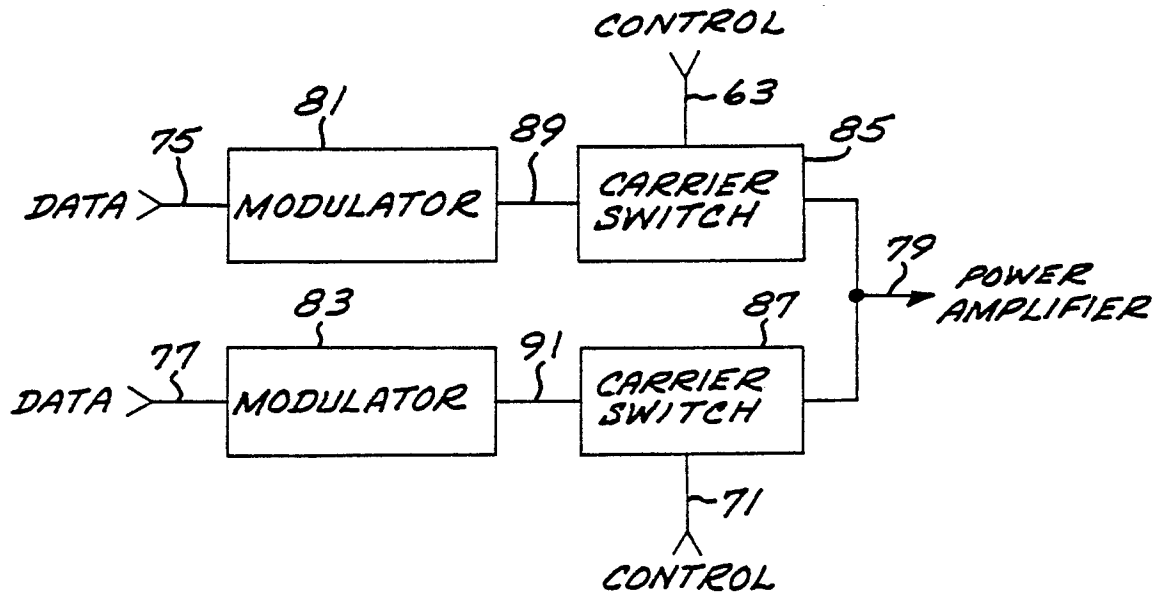 CONTROL
63
81
89
85
75
DATA
MODULATOR
CARRIER
SWITCH
79
POWER
AMPLIFIER
83
87
77
91
DATA
MODULATOR
CARRIER
SWITCH
71
CONTROL